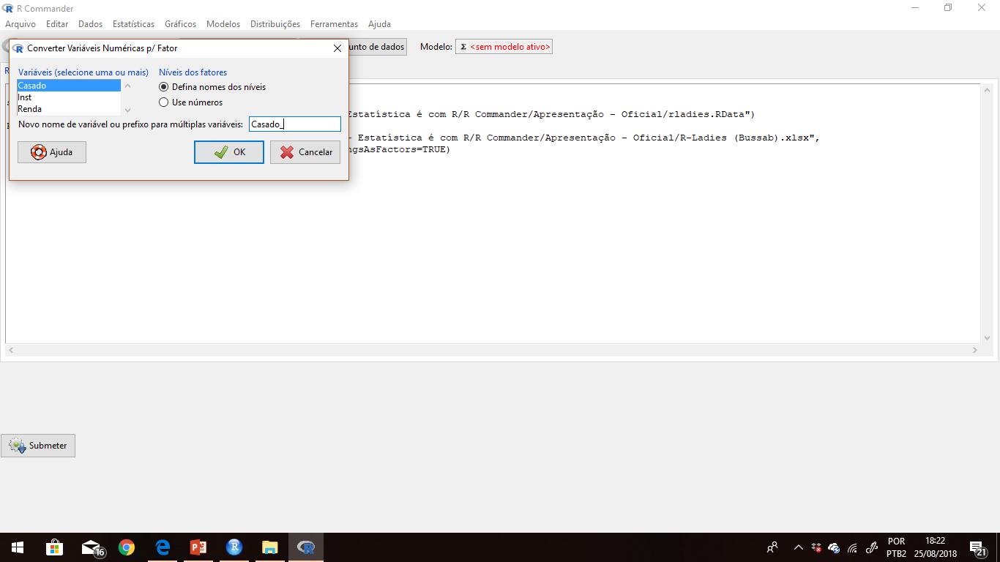 R Commander
Arquivo Editar Dados Estatísticas Gráficos Modelos Distribuições Ferramentas Ajuda
Converter Variáveis Numéricas p/ Fator
unto de dados Modelo: Σ <sem modelo ativo>
Variáveis (selecione uma ou mais) Níveis dos fatores
Casado
Inst
Renda
Defina nomes dos níveis
Use números
Novo nome de variável ou prefixo para múltiplas variáveis: Casado_
Ajuda OK Cancelar
Estatística é com R/R Commander/Apresentação - Oficial/rladies.RData")
- Estatística é com R/R Commander/Apresentação - Oficial/R-Ladies (Bussab).xlsx",
ngsAsFactors=TRUE)
Submeter
16
POR
PTB2
18:22
25/08/2018
21